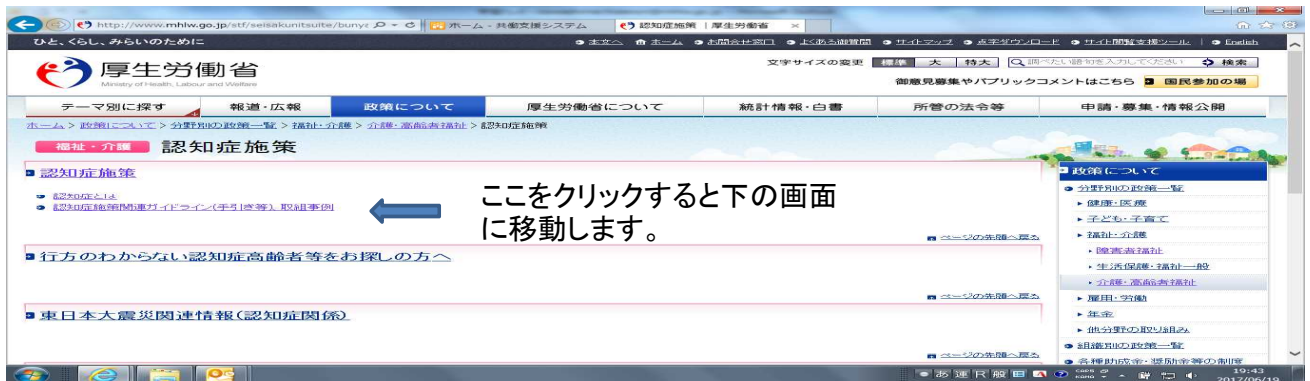 http://www.mhlw.go.jp/stf/seisakunitsuite/bunya
ホーム - 共働支援システム
認知症施策 | 厚生労働省
ひと、くらし、みらいのために
本文へ ホーム お問合せ窓口 よくある御質問 サイトマップ 点字ダウンロード サイト閲覧支援ツール English
厚生労働省
Ministry of Health, Labour and Welfare
文字サイズの変更 標準 大 特大 調べたい語句を入力してください 検索
御意見募集やパブリックコメントはこちら 国民参加の場
テーマ別に探す 報道・広報 政策について 厚生労働省について 統計情報・白書 所管の法令等 申請・募集・情報公開
ホーム > 政策について > 分野別の政策一覧 > 福祉・介護 > 介護・高齢者福祉 > 認知症施策
福祉・介護 認知症施策
認知症施策
認知症とは
認知症施策関連ガイドライン(手引き等)、取組事例
ここをクリックすると下の画面
に移動します。
ページの先頭へ戻る
行方のわからない認知症高齢者等をお探しの方へ
ページの先頭へ戻る
東日本大震災関連情報(認知症関係)
ページの先頭へ戻る
政策について
分野別の政策一覧
健康・医療
子ども・子育て
福祉・介護
障害者福祉
生活保護・福祉一般
介護・高齢者福祉
雇用・労働
年金
他分野の取り組み
組織別の政策一覧
各種助成金・奨励金等の制度
あ 連 R 般
CAPS
KANA
19:43
2017/06/19